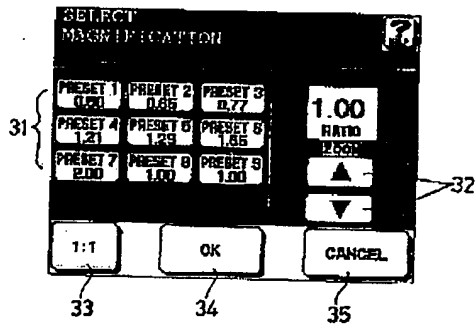 SELECT
MAGNIFICATION
?
PRESET 1 PRESET 2 PRESET 3
0.50 0.65 0.77
PRESET 4 PRESET 5 PRESET 6
1.21 1.29 1.55
PRESET 7 PRESET 8 PRESET 9
2.00 1.00 1.00
1.00
RATIO
ZOOM
1:1
OK
CANCEL
31
32
33
34
35